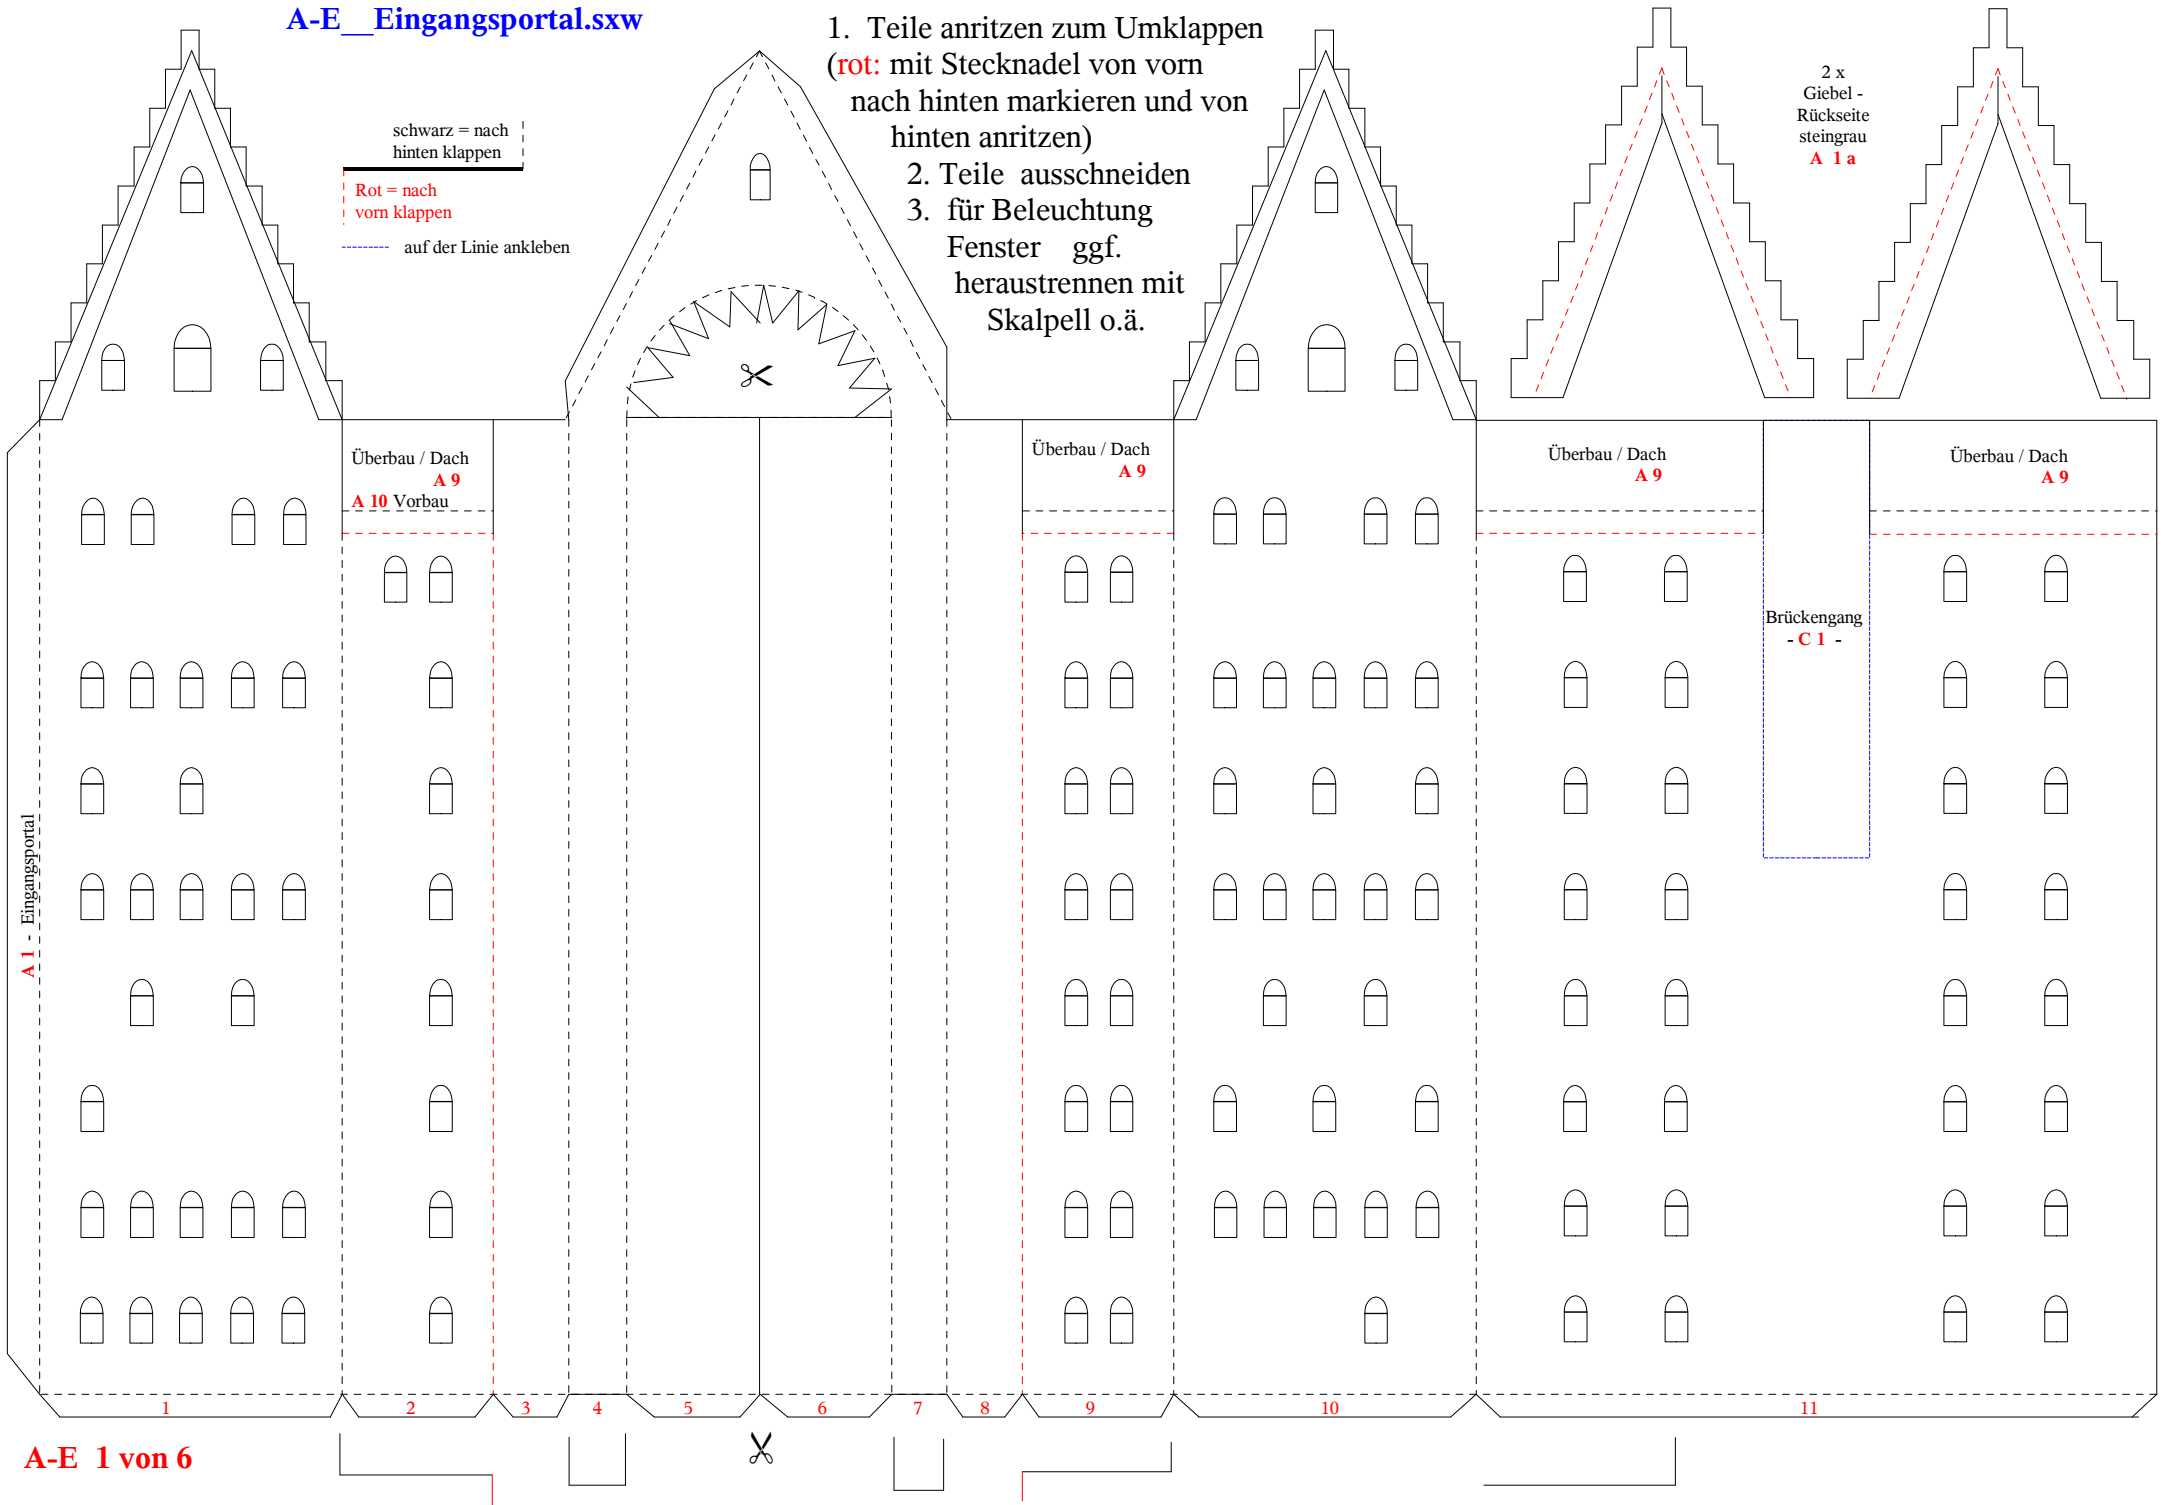 A-E__Eingangsportal.sxw
1. Teile anritzen zum Umklappen
(rot: mit Stecknadel von vorn
nach hinten markieren und von
hinten anritzen)
2. Teile ausschneiden
3. für Beleuchtung
Fenster ggf.
heraustrennen mit
Skalpell o.ä.
schwarz = nach
hinten klappen
Rot = nach
vorn klappen
auf der Linie ankleben
2 x
Giebel -
Rückseite
steingrau
A 1 a
Überbau / Dach
A 9
A 10 Vorbau
Überbau / Dach
A 9
Überbau / Dach
A 9
Überbau / Dach
A 9
Brückengang
- C 1 -
A 1 - Eingangsportal
1
2
3
4
5
6
7
8
9
10
11
A-E 1 von 6